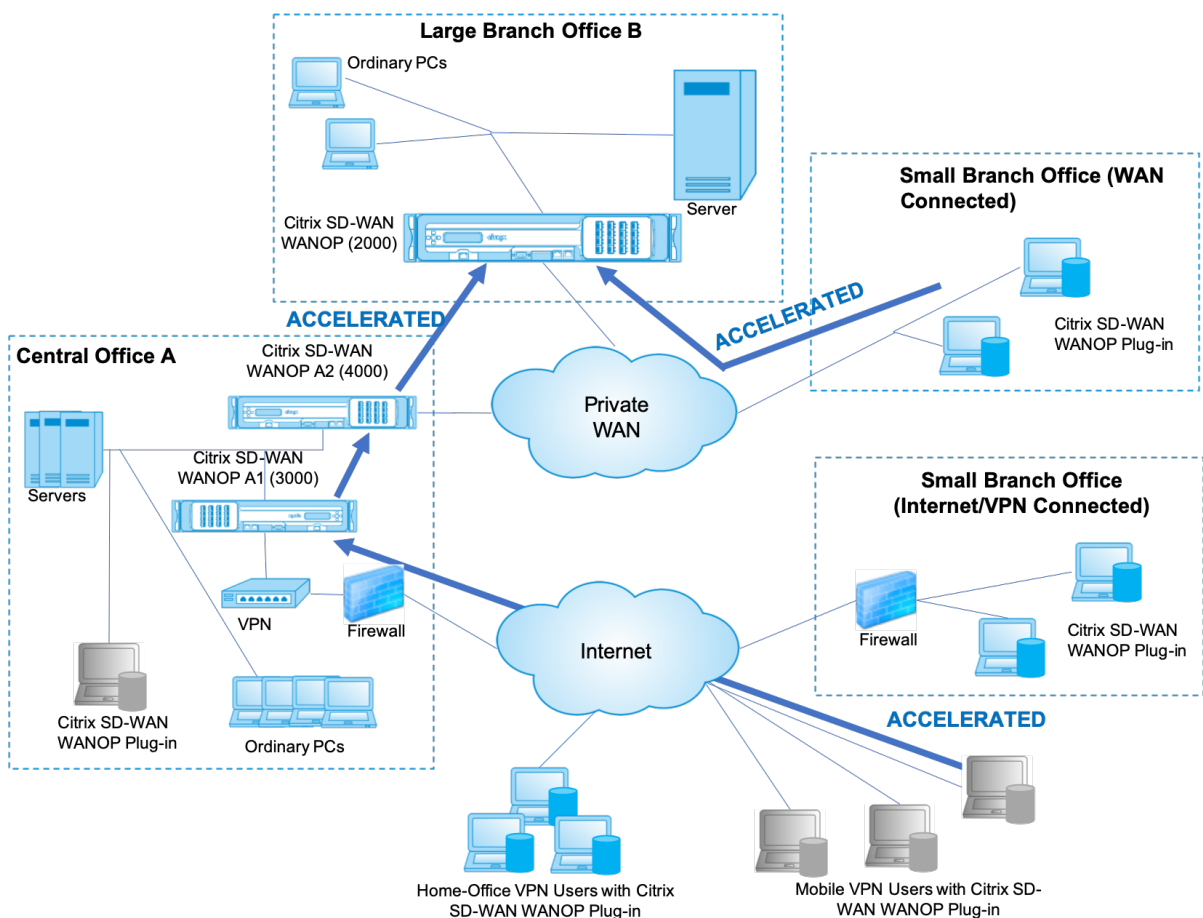 Large Branch Office B
Ordinary PCs
Server
Citrix SD-WAN
WANOP (2000)
Small Branch Office (WAN
Connected)
Citrix SD-WAN
WANOP Plug-in
ACCELERATED
ACCELERATED
Central Office A
Citrix SD-WAN
WANOP A2 (4000)
Servers
Citrix SD-WAN
WANOP A1 (3000)
Private
WAN
VPN
Firewall
Citrix SD-WAN
WANOP Plug-in
Ordinary PCs
Internet
Small Branch Office
(Internet/VPN Connected)
Firewall
Citrix SD-WAN
WANOP Plug-in
ACCELERATED
Home-Office VPN Users with Citrix
SD-WAN WANOP Plug-in
Mobile VPN Users with Citrix SD-
WAN WANOP Plug-in